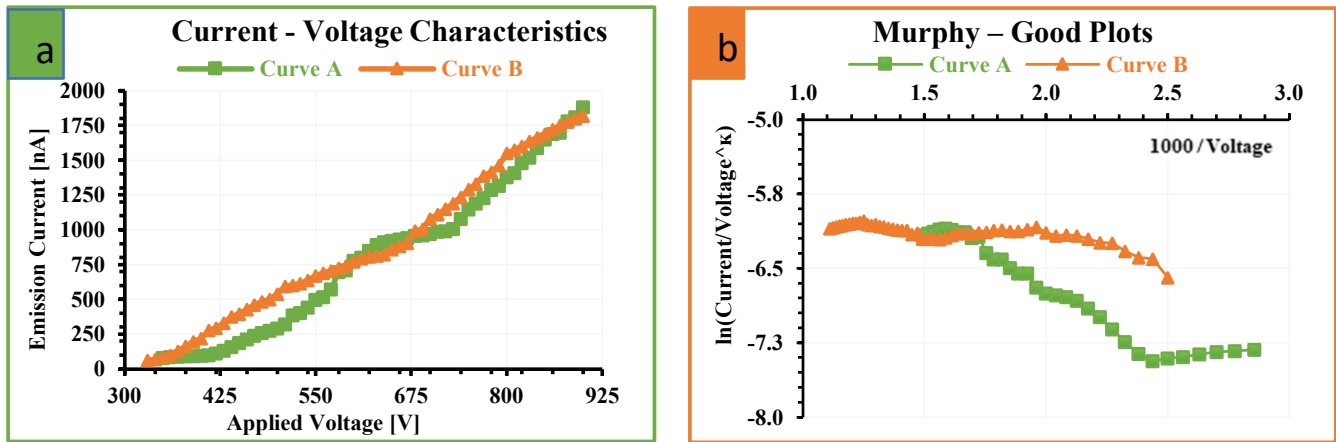 a
Current - Voltage Characteristics
Curve A Curve B
2000
1750
1500
1250
1000
750
500
250
0
300 425 550 675 800 925
Emission Current [nA]
Applied Voltage [V]
b
Murphy – Good Plots
Curve A Curve B
1.0 1.5 2.0 2.5 3.0
1000 / Voltage
-5.0
-5.8
-6.5
-7.3
-8.0
ln(Current/Voltage^κ)